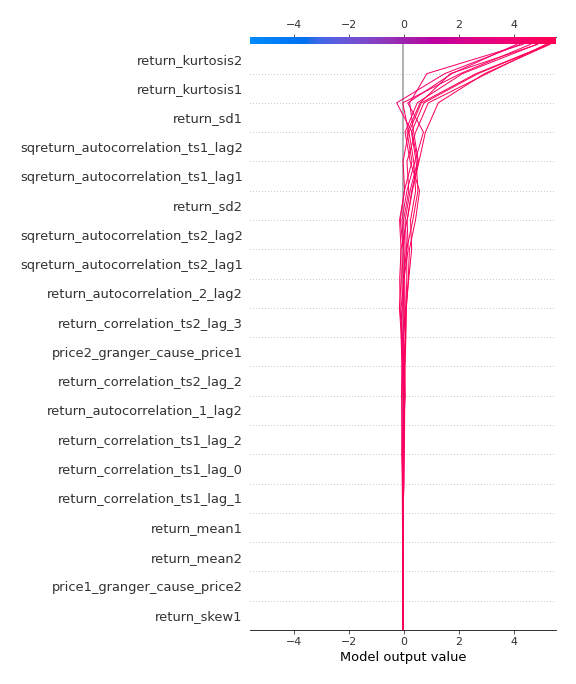 −4 −2 0 2 4
return_kurtosis2
return_kurtosis1
return_sd1
sqreturn_autocorrelation_ts1_lag2
sqreturn_autocorrelation_ts1_lag1
return_sd2
sqreturn_autocorrelation_ts2_lag2
sqreturn_autocorrelation_ts2_lag1
return_autocorrelation_2_lag2
return_correlation_ts2_lag_3
price2_granger_cause_price1
return_correlation_ts2_lag_2
return_autocorrelation_1_lag2
return_correlation_ts1_lag_2
return_correlation_ts1_lag_0
return_correlation_ts1_lag_1
return_mean1
return_mean2
price1_granger_cause_price2
return_skew1
−4 −2 0 2 4
Model output value